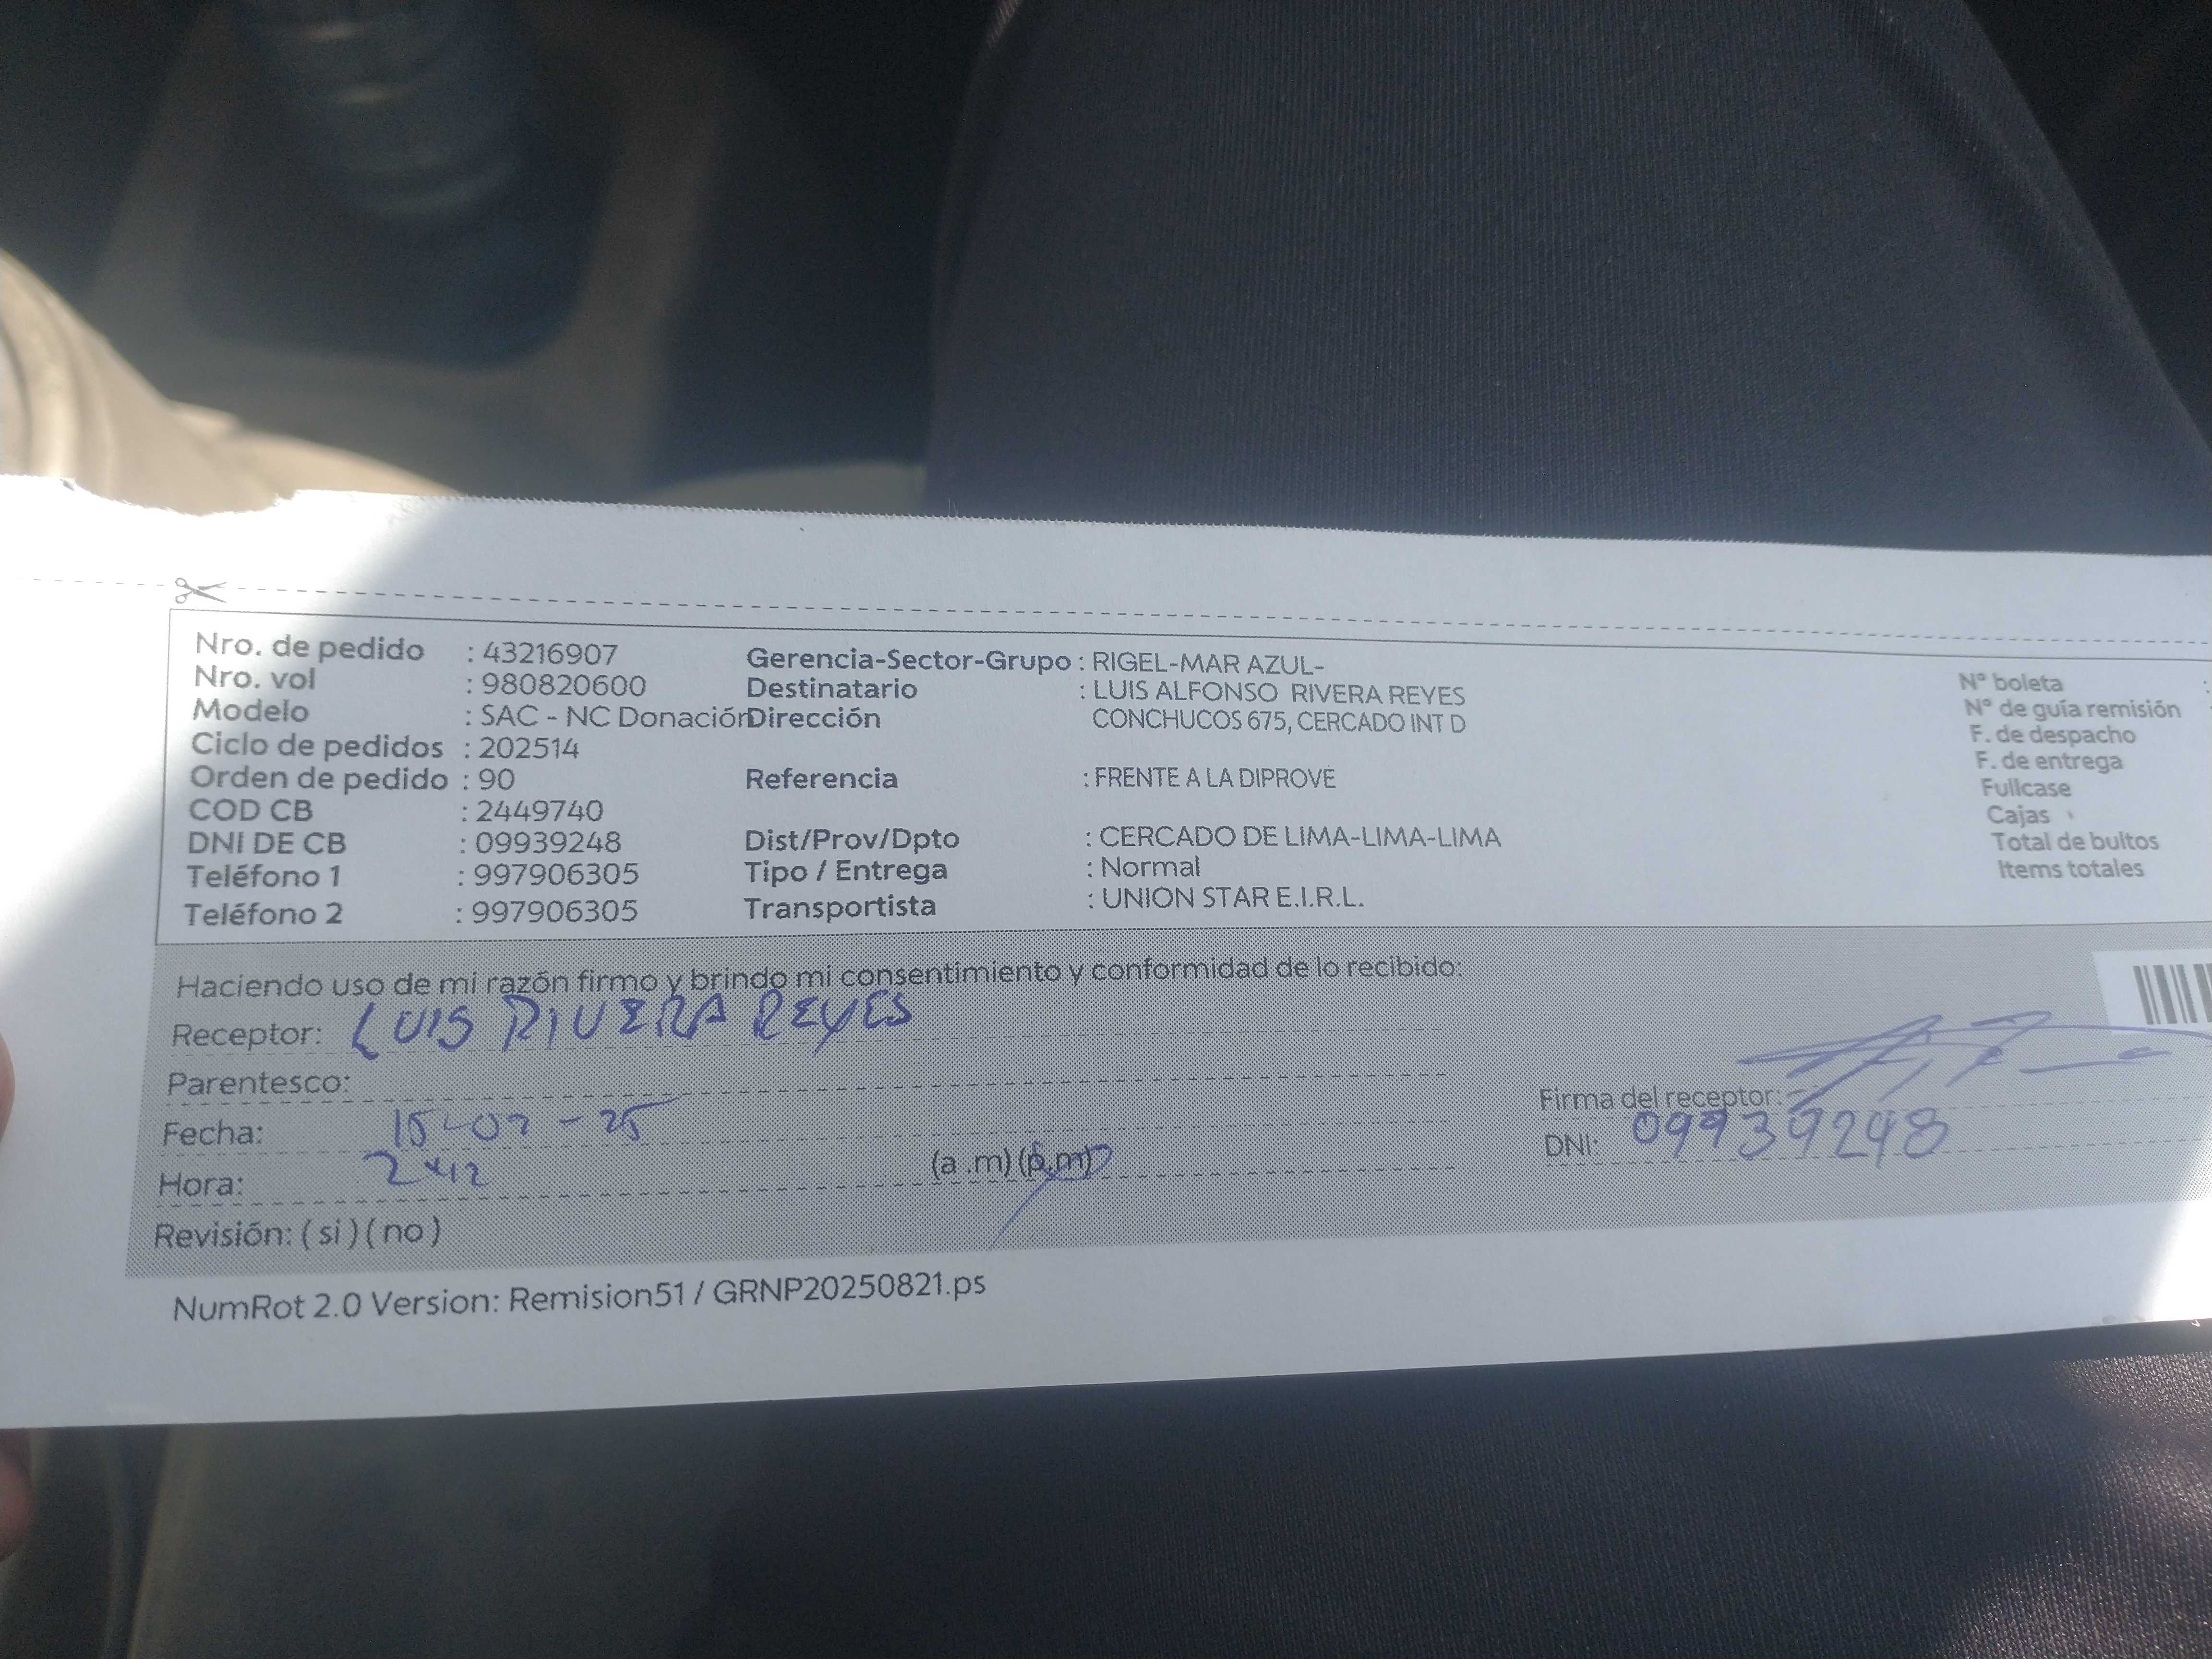 Nro. de pedido : 43216907
Nro. vol : 980820600
Modelo : SAC - NC Donación
Ciclo de pedidos : 202514
Orden de pedido : 90
COD CB : 2449740
DNI DE CB : 09939248
Teléfono 1 : 997906305
Teléfono 2 : 997906305
Gerencia-Sector-Grupo : RIGEL-MAR AZUL-
Destinatario : LUIS ALFONSO RIVERA REYES
Dirección CONCHUCOS 675, CERCADO INT D
Referencia : FRENTE A LA DIPROVE
Dist/Prov/Dpto : CERCADO DE LIMA-LIMA-LIMA
Tipo / Entrega : Normal
Transportista : UNION STAR E.I.R.L.
N° boleta :
N° de guía remisión
F. de despacho
F. de entrega
Fullcase
Cajas
Total de bultos
Items totales
Haciendo uso de mi razón firmo y brindo mi consentimiento y conformidad de lo recibido:
Receptor: LUIS RIVERA REYES
Parentesco:
Fecha:
Hora: (a .m) (p.m)
Revisión: ( si ) ( no )
Firma del receptor:
DNI: 09939248
NumRot 2.0 Version: Remision51 / GRNP20250821.ps